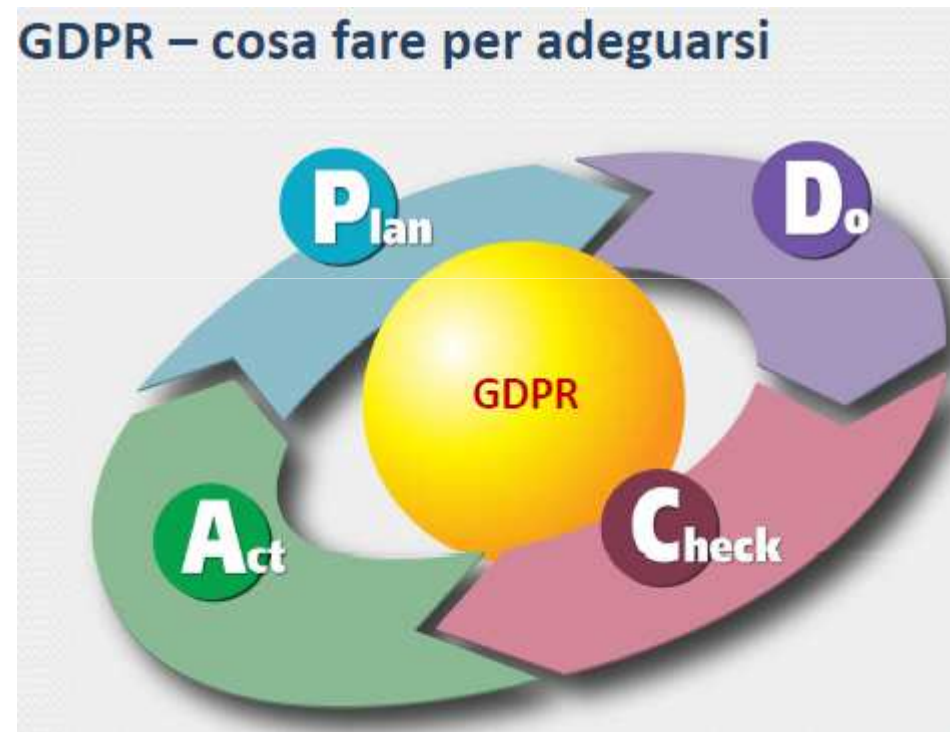 GDPR – cosa fare per adeguarsi
Plan
Do
GDPR
Act
Check